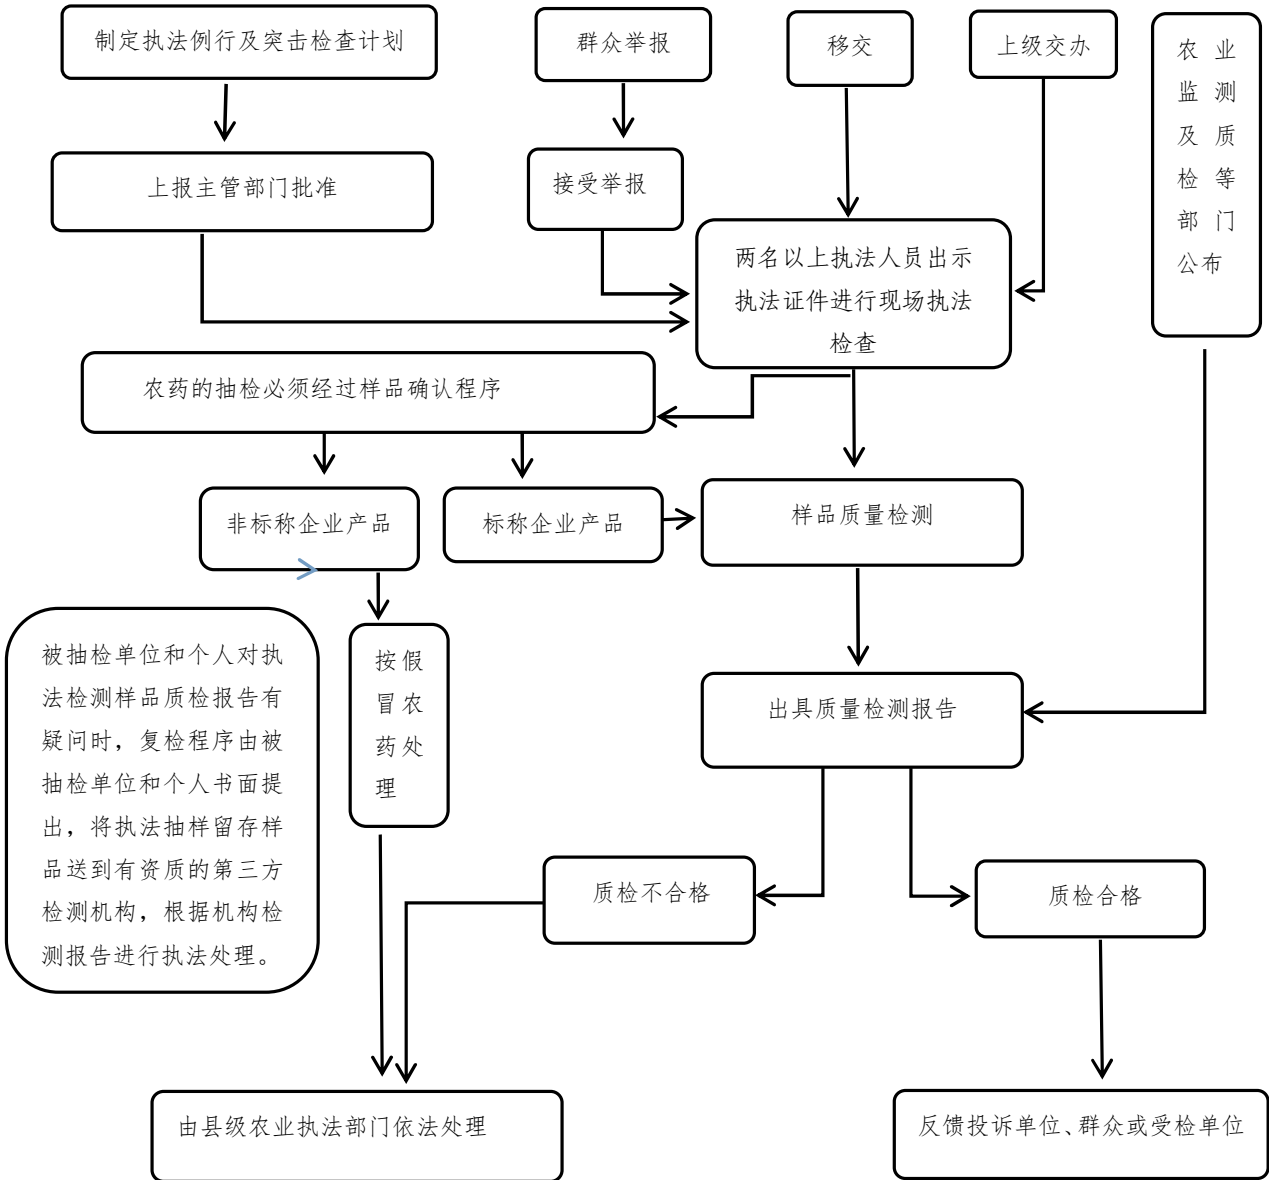 制定执法例行及突击检查计划
群众举报
移交
上级交办
农业
监测
及质
检等
部门
公布
上报主管部门批准
接受举报
两名以上执法人员出示
执法证件进行现场执法
检查
农药的抽检必须经过样品确认程序
非标称企业产品
标称企业产品
样品质量检测
被抽检单位和个人对执
法检测样品质检报告有
疑问时，复检程序由被
抽检单位和个人书面提
出，将执法抽样留存样
品送到有资质的第三方
检测机构，根据机构检
测报告进行执法处理。
按假
冒农
药处
理
出具质量检测报告
质检不合格
质检合格
由县级农业执法部门依法处理
反馈投诉单位、群众或受检单位